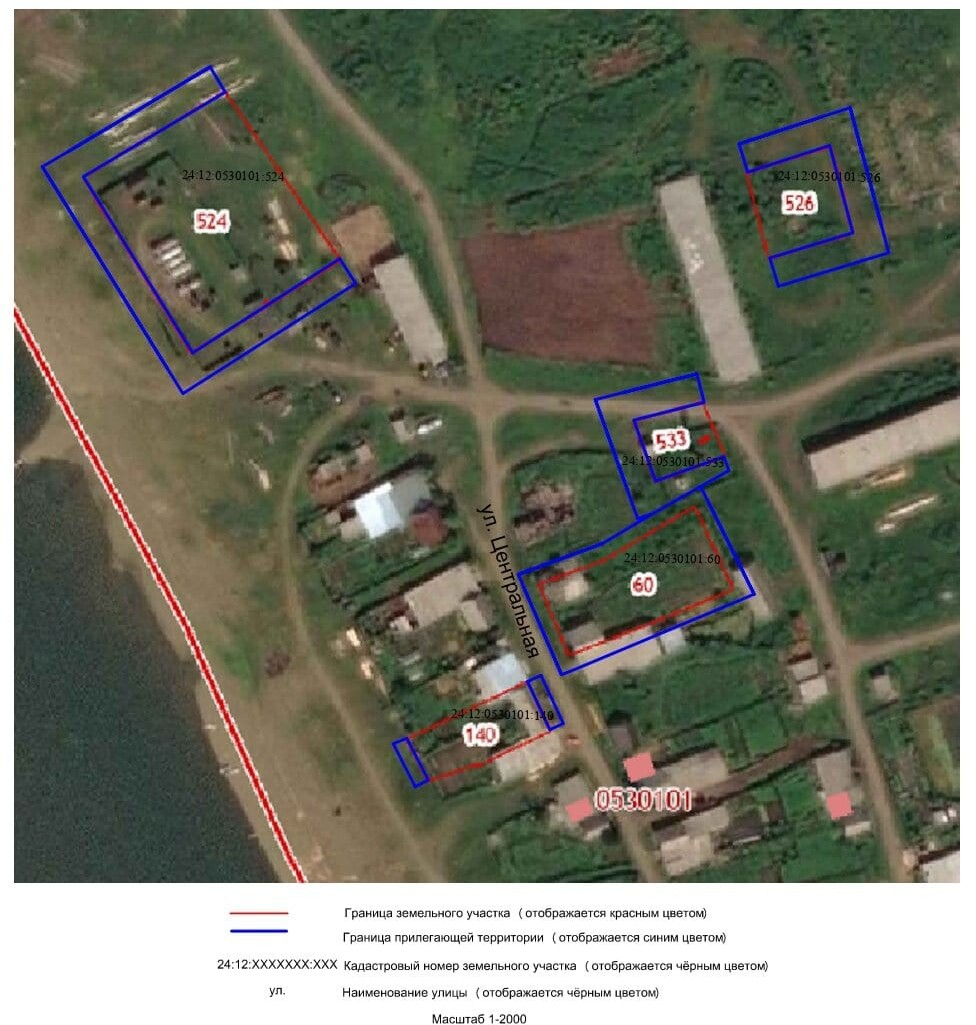 24:12:0530101:524
524
24:12:0530101:526
526
533
24:12:0530101:533
ул. Центральная
24:12:0530101:60
60
24:12:0530101:140
140
0530101
Граница земельного участка ( отображается красным цветом)
Граница прилегающей территории ( отображается синим цветом)
24:12:XXXXXXX:XXX Кадастровый номер земельного участка ( отображается чёрным цветом)
ул. Наименование улицы ( отображается чёрным цветом)
Масштаб 1-2000